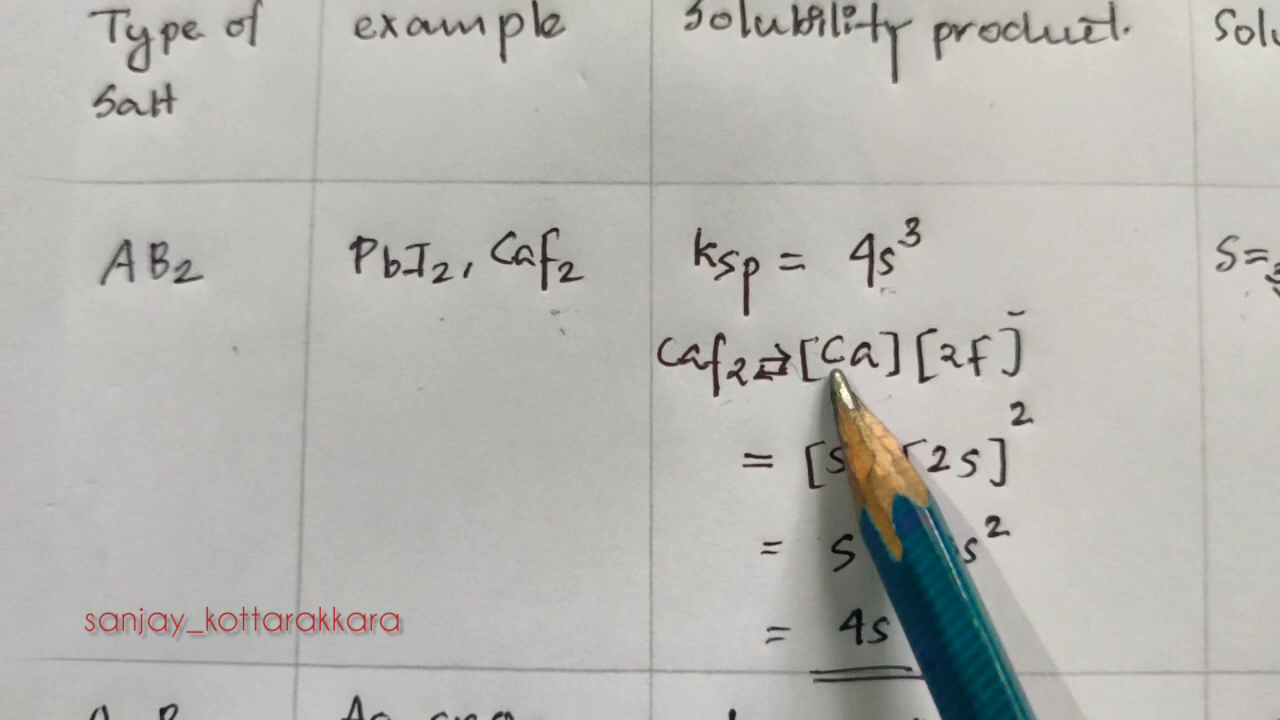 Type of salt example Solubility product. Solu
AB2 PbI2, Caf2 ksp = 4s³ S=
Caf2 ⇄ [Ca] [2f]⁻
= [s [2s]²
= s s²
= 4s
sanjay_kottarakkara